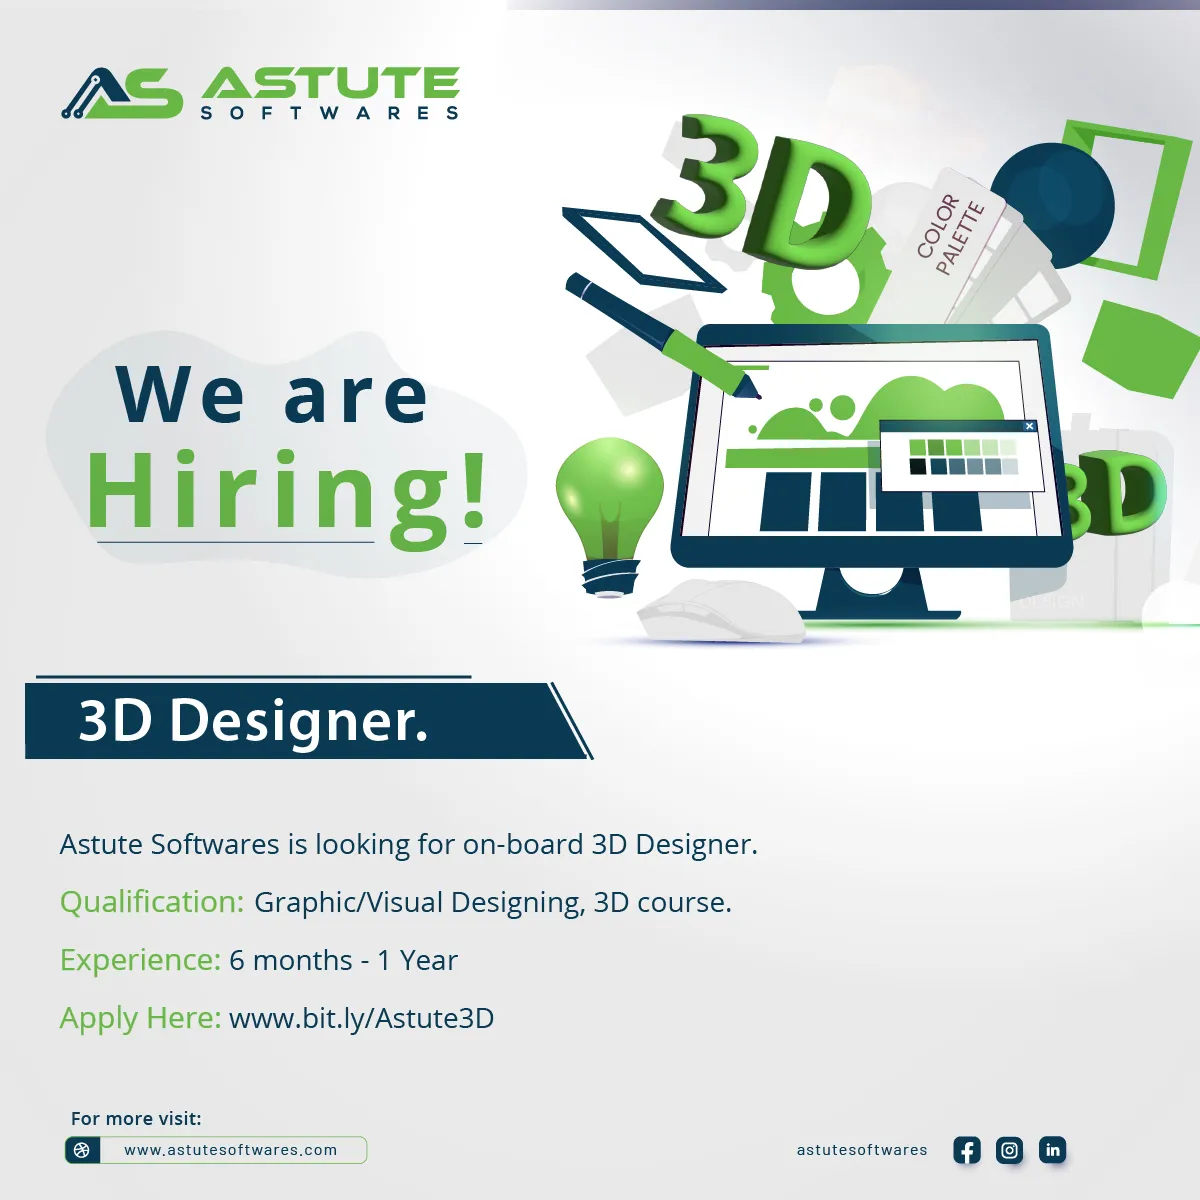 AS ASTUTE
SOFTWARES
3D
COLOR
PALETTE
We are
Hiring!
3D
DESIGN
3D Designer.
Astute Softwares is looking for on-board 3D Designer.
Qualification: Graphic/Visual Designing, 3D course.
Experience: 6 months - 1 Year
Apply Here: www.bit.ly/Astute3D
For more visit:
www.astutesoftwares.com
astutesoftwares